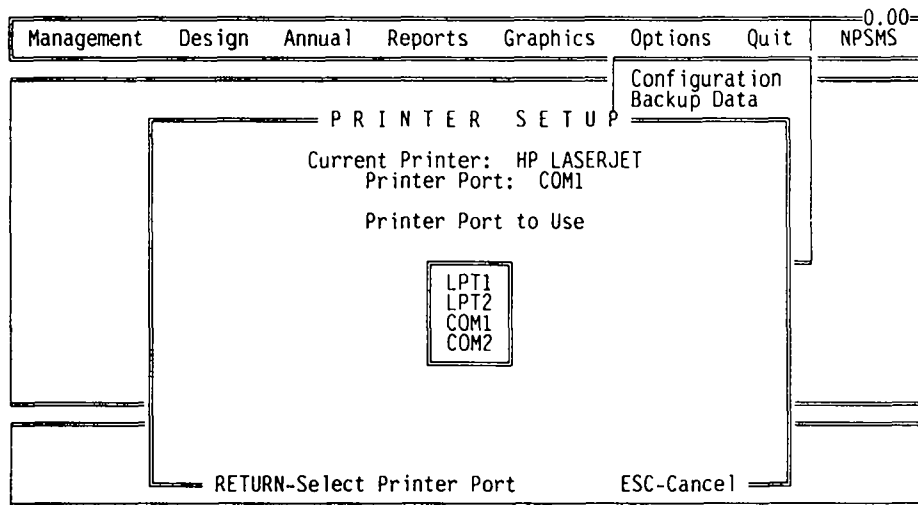 0.00
Management Design Annual Reports Graphics Options Quit NPSMS
Configuration
Backup Data
PRINTER SETUP
Current Printer: HP LASERJET
Printer Port: COM1
Printer Port to Use
LPT1
LPT2
COM1
COM2
RETURN-Select Printer Port ESC-Cancel